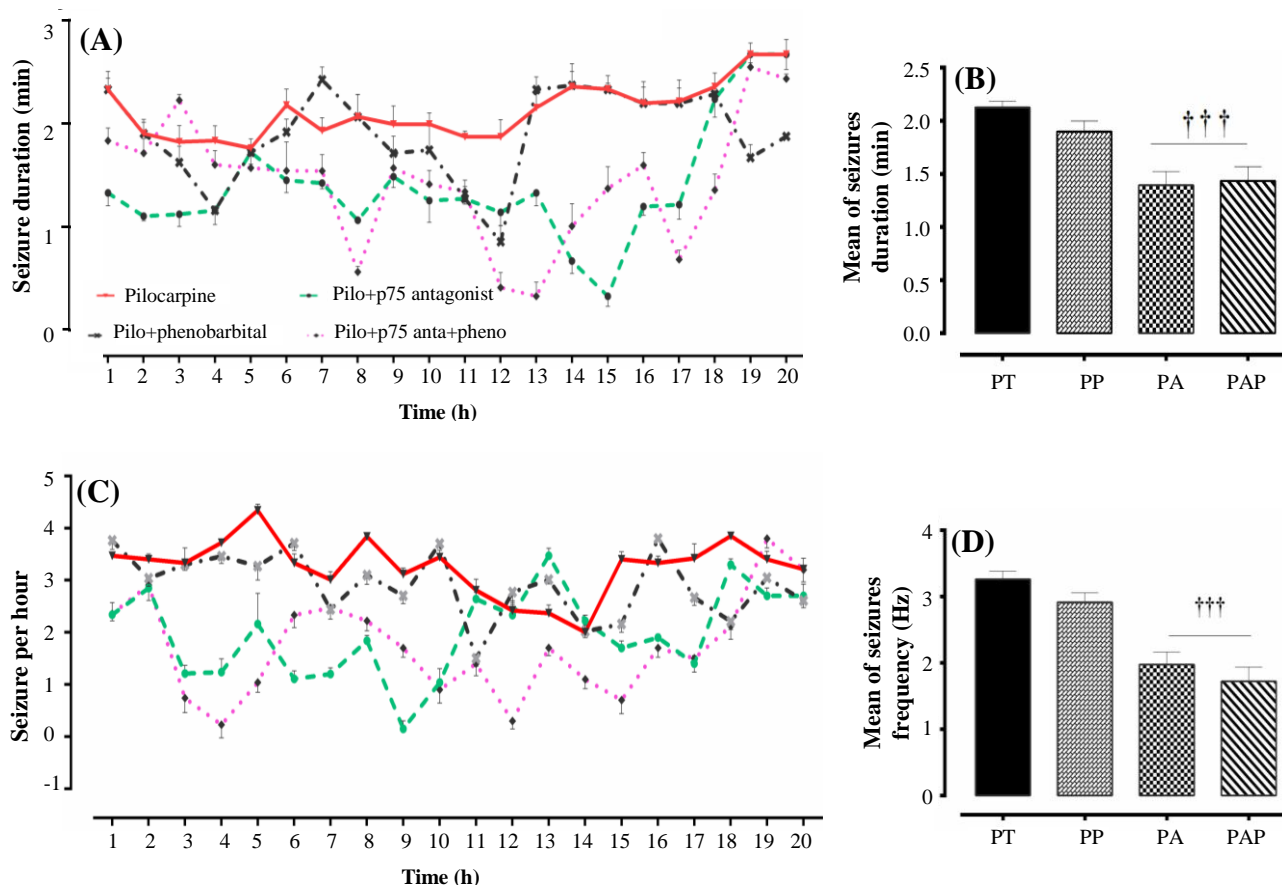 (A)
Seizure duration (min)
3
2
1
0
Pilocarpine
Pilo+p75 antagonist
Pilo+phenobarbital
Pilo+p75 anta+pheno
1 2 3 4 5 6 7 8 9 10 11 12 13 14 15 16 17 18 19 20
Time (h)
(B)
Mean of seizurs
duration (min)
2.5
2.0
1.5
1.0
0.5
0.0
†††
PT PP PA PAP
(C)
Seizure per hour
5
4
3
2
1
0
-1
1 2 3 4 5 6 7 8 9 10 11 12 13 14 15 16 17 18 19 20
Time (h)
(D)
Mean of seizures
frequency (Hz)
4
3
2
1
0
†††
PT PP PA PAP